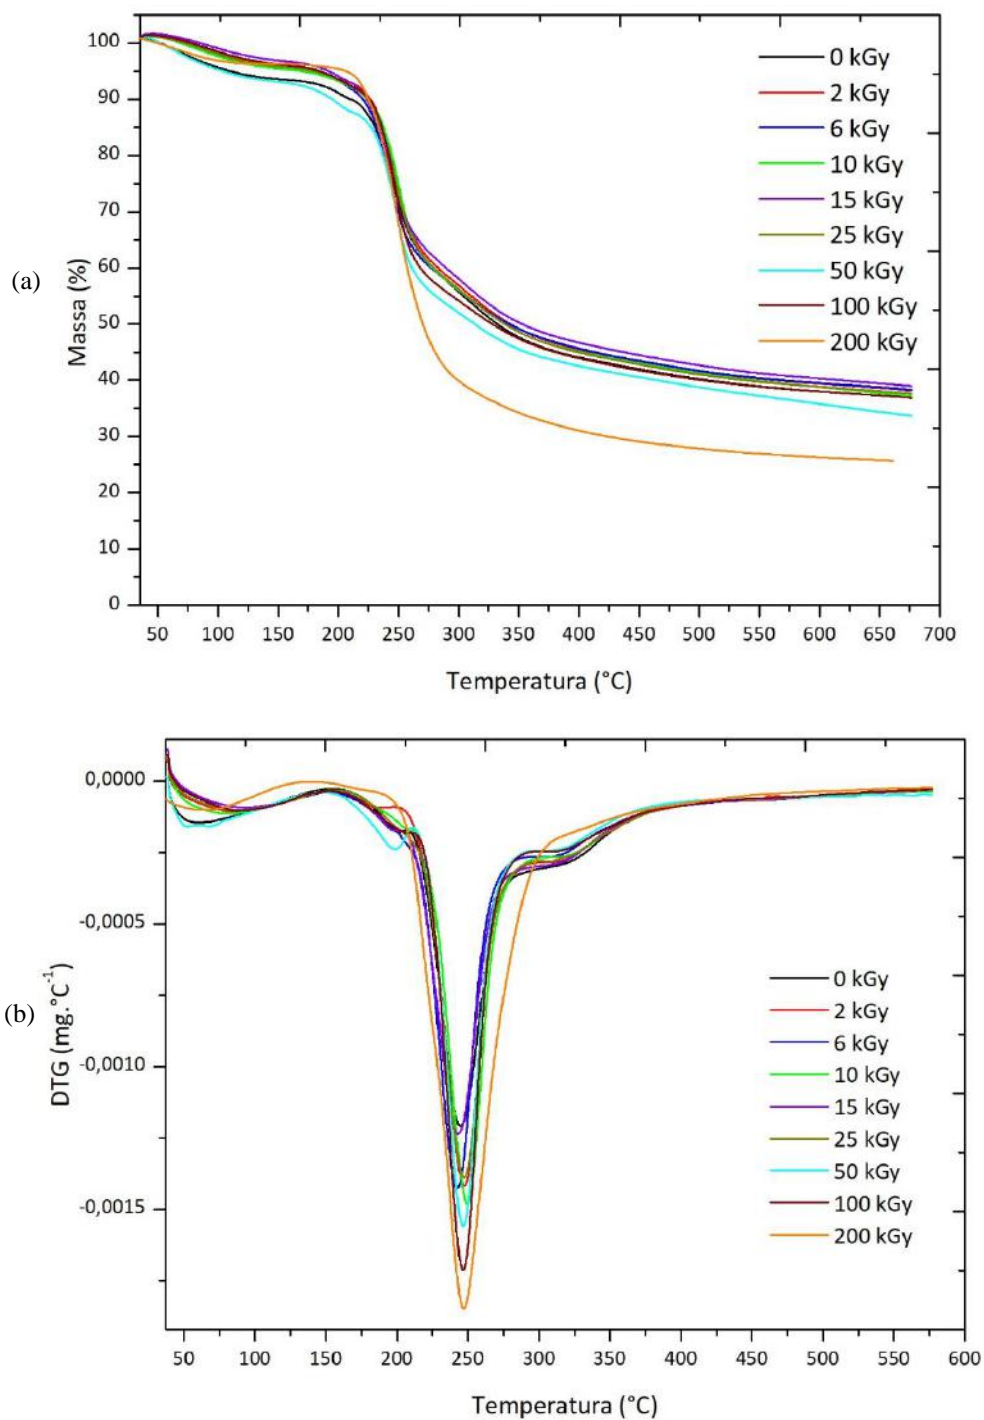 (a)
Massa (%)
100
90
80
70
60
50
40
30
20
10
0
50 100 150 200 250 300 350 400 450 500 550 600 650 700
Temperatura (°C)
0 kGy
2 kGy
6 kGy
10 kGy
15 kGy
25 kGy
50 kGy
100 kGy
200 kGy
(b)
DTG (mg.°C⁻¹)
0,0000
-0,0005
-0,0010
-0,0015
50 100 150 200 250 300 350 400 450 500 550 600
Temperatura (°C)
0 kGy
2 kGy
6 kGy
10 kGy
15 kGy
25 kGy
50 kGy
100 kGy
200 kGy